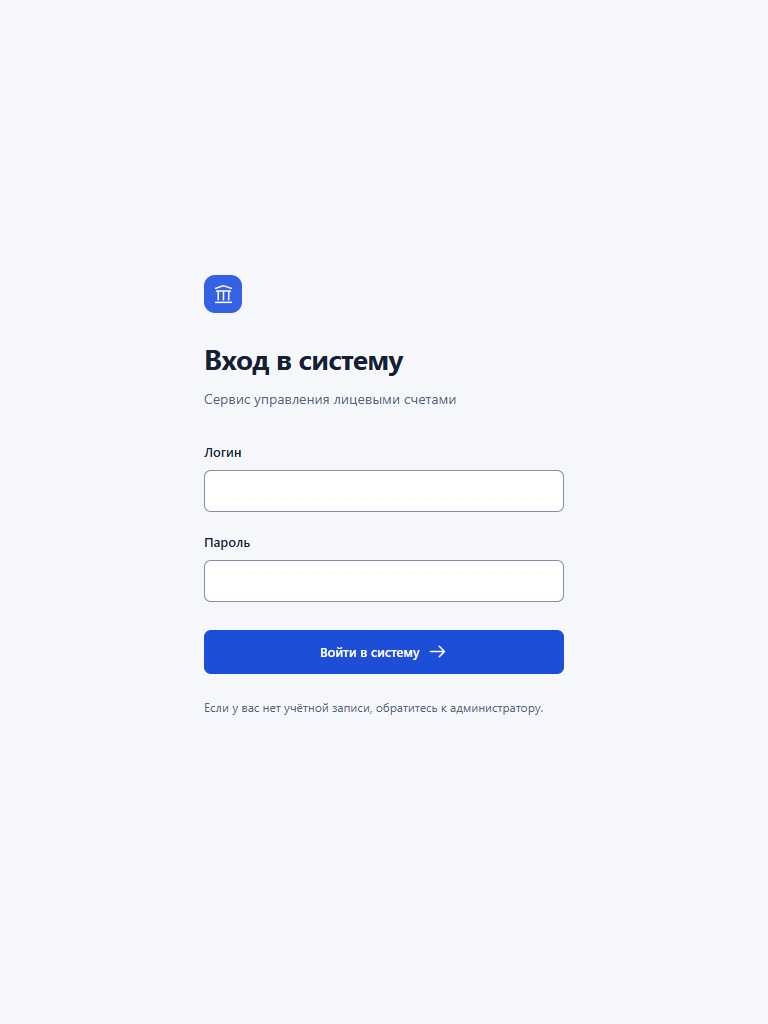 Вход в систему
Сервис управления лицевыми счетами
Логин
Пароль
Войти в систему
Если у вас нет учётной записи, обратитесь к администратору.